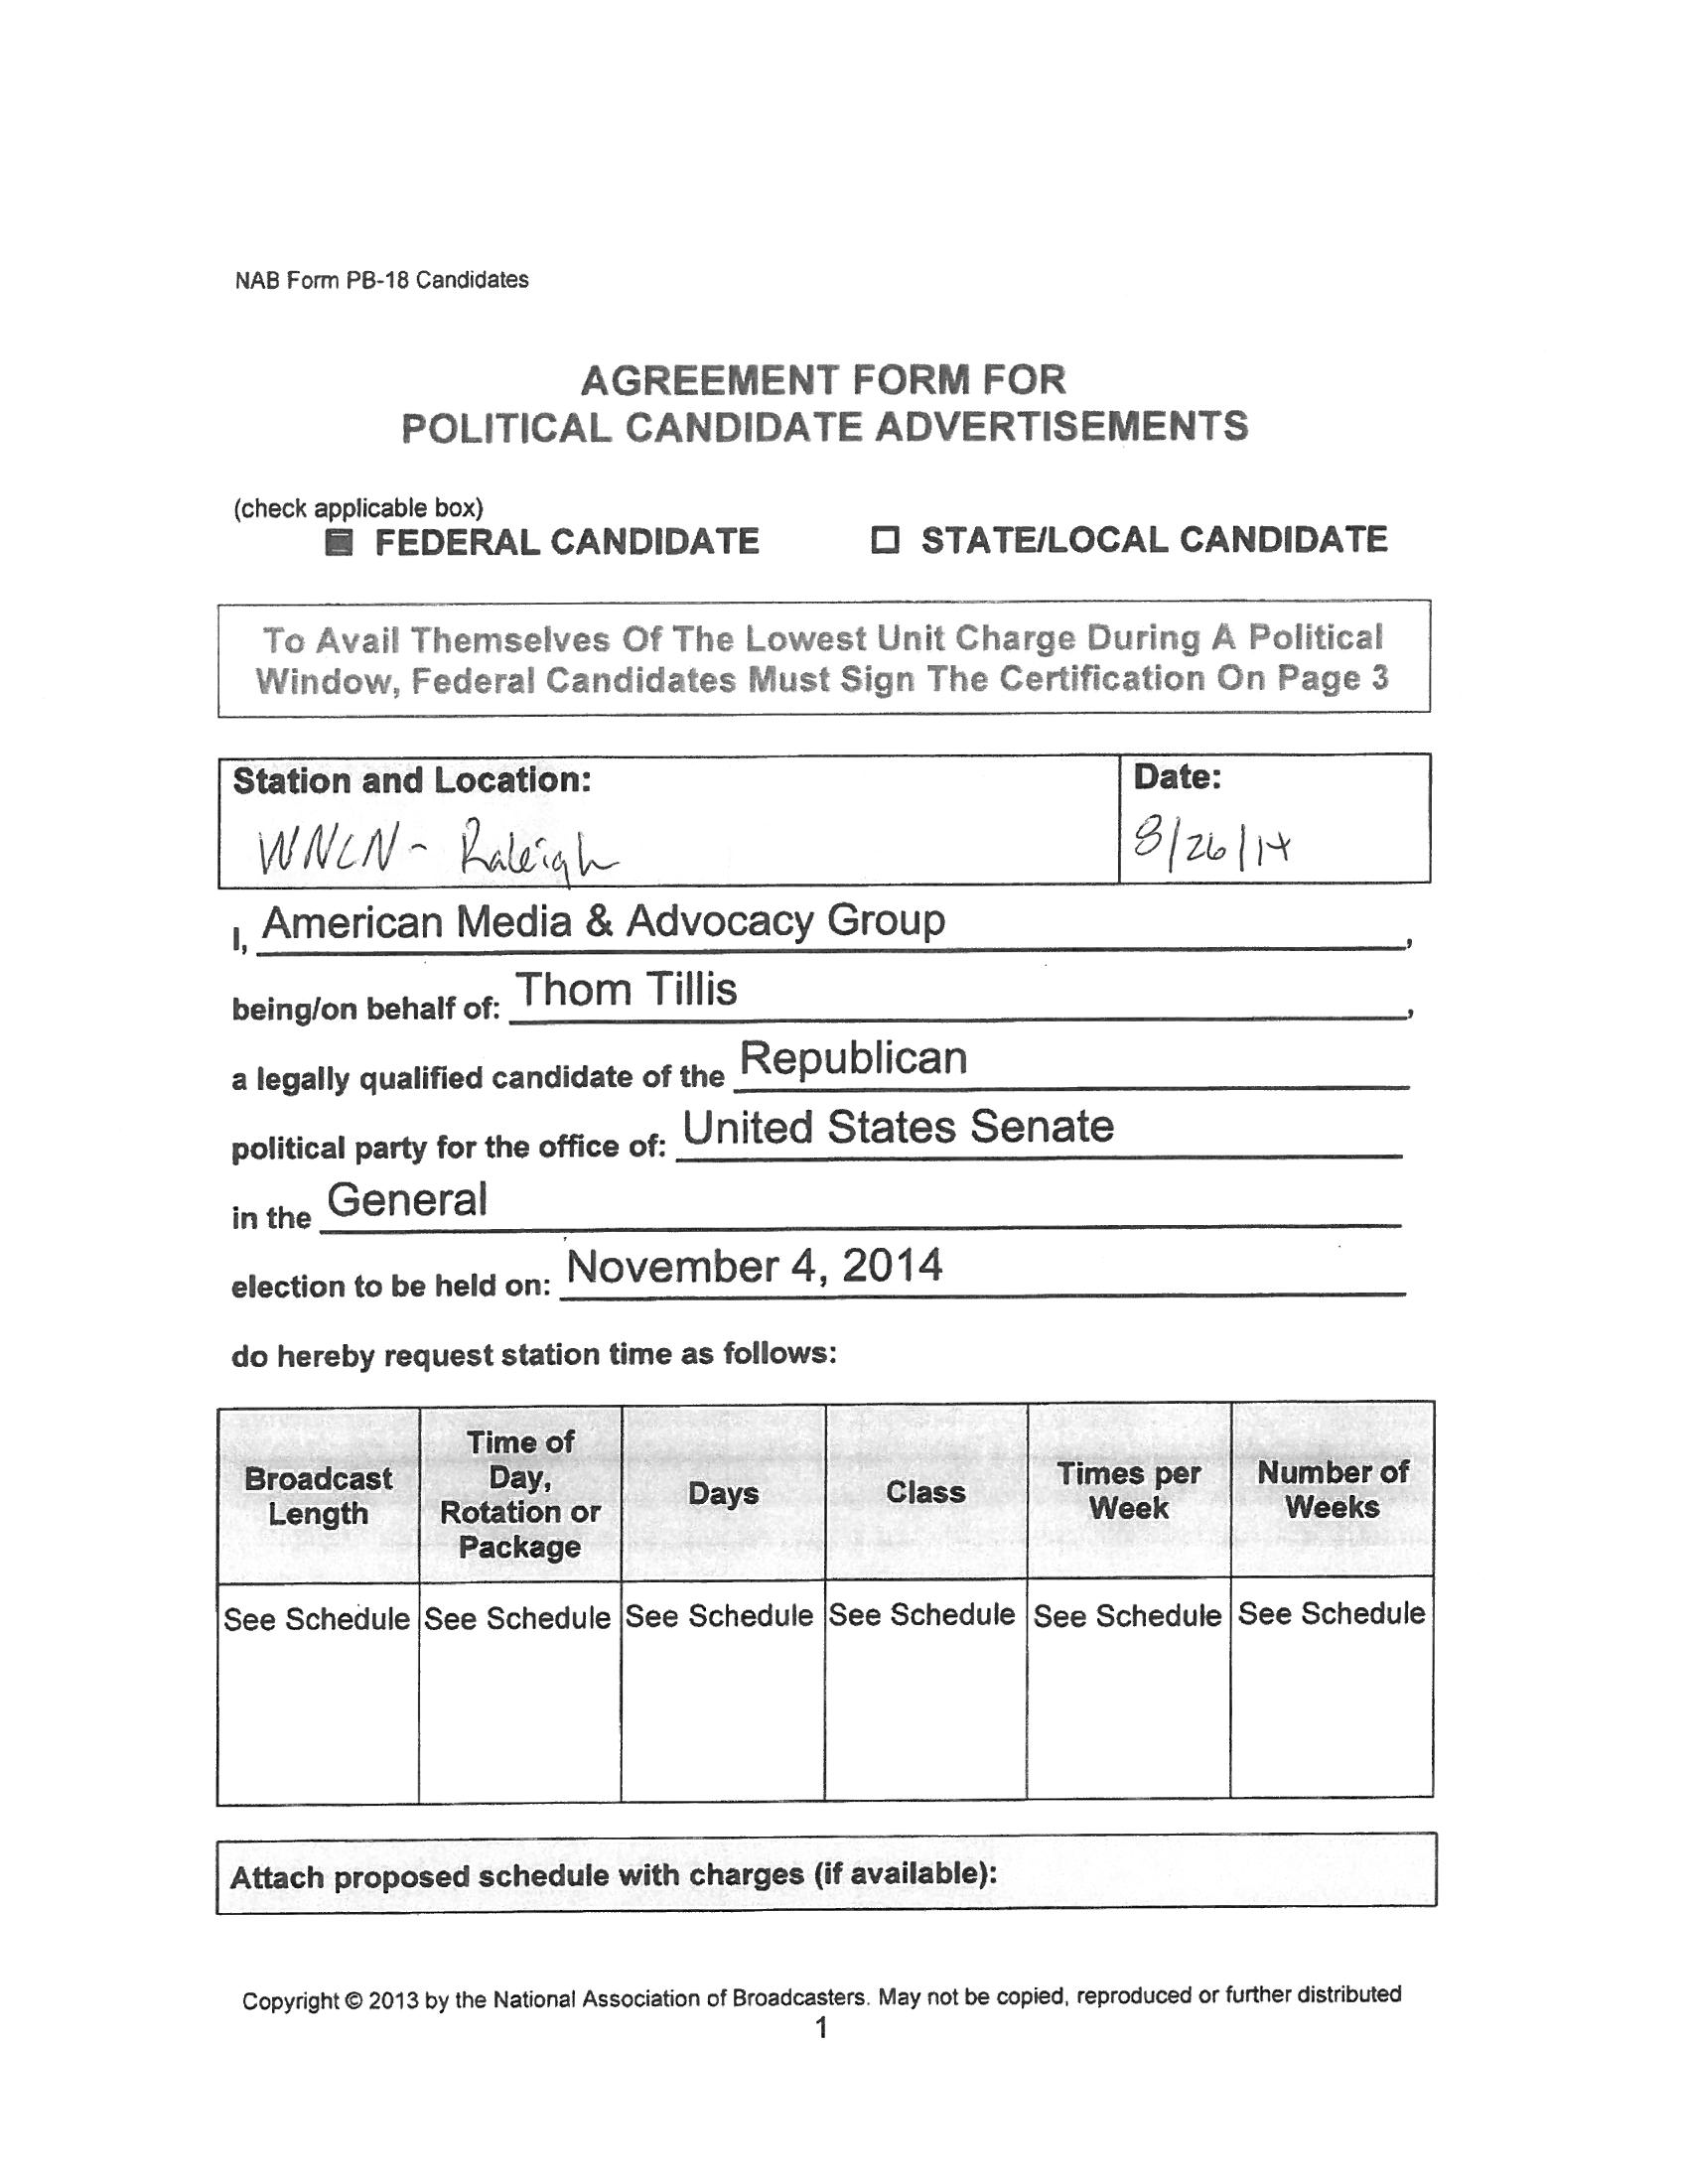 NAB Form PB-18 Candidates
AGREEMENT FORM FOR
POLITICAL CANDIDATE ADVERTISEMENTS
(check applicable box)
FEDERAL CANDIDATE STATE/LOCAL CANDIDATE
To Avail Themselves Of The Lowest Unit Charge During A Political
Window, Federal Candidates Must Sign The Certification On Page 3
Station and Location: Date:
WNCN - Raleigh 8/26/14
I, American Media & Advocacy Group,
being/on behalf of: Thom Tillis,
a legally qualified candidate of the Republican
political party for the office of: United States Senate
in the General
election to be held on: November 4, 2014
do hereby request station time as follows:
Broadcast Length Time of Day, Rotation or Package Days Class Times per Week Number of Weeks
See Schedule See Schedule See Schedule See Schedule See Schedule See Schedule
Attach proposed schedule with charges (if available):
Copyright © 2013 by the National Association of Broadcasters. May not be copied, reproduced or further distributed
1